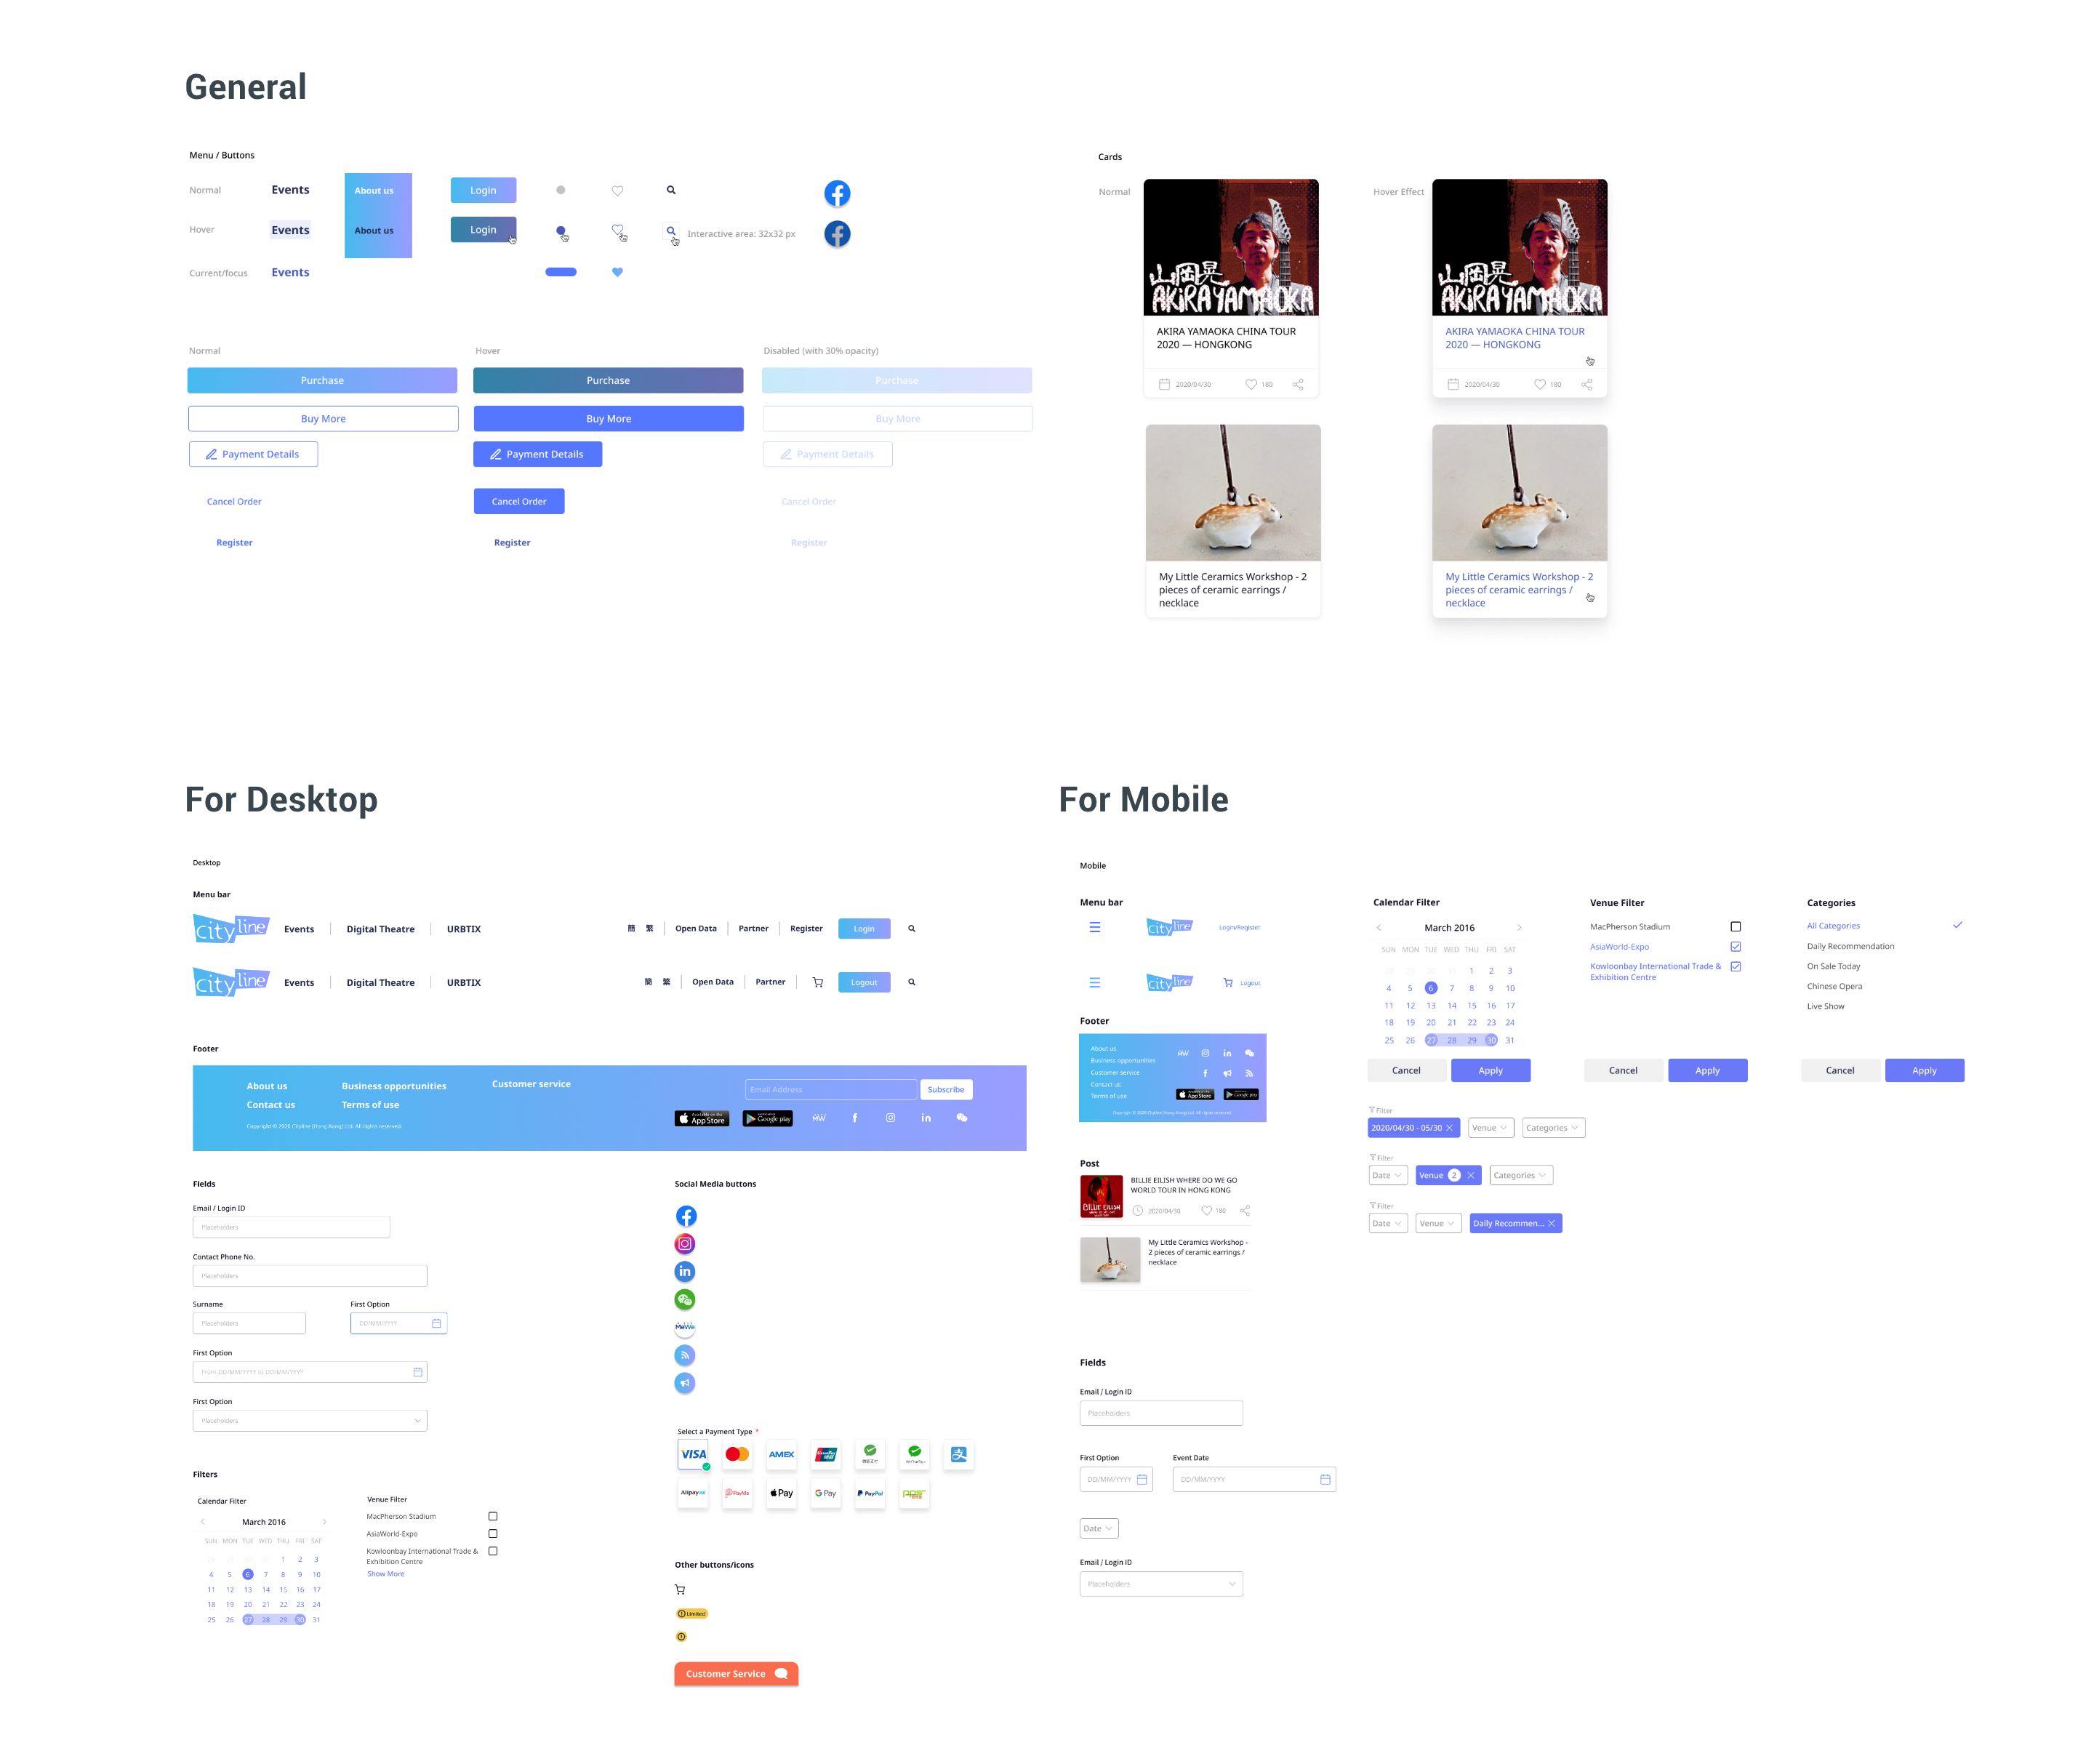 General
Menu / Buttons
Normal
Events
About us
Login
Hover
Events
About us
Login
Interactive area: 32x32 px
Current/focus
Events
Normal
Hover
Disabled (with 30% opacity)
Purchase
Purchase
Purchase
Buy More
Buy More
Buy More
Payment Details
Payment Details
Payment Details
Cancel Order
Cancel Order
Cancel Order
Register
Register
Register
Cards
Normal
Hover Effect
山岡晃
AKIRAYAMAOKA
山岡晃
AKIRAYAMAOKA
AKIRA YAMAOKA CHINA TOUR
2020 — HONGKONG
AKIRA YAMAOKA CHINA TOUR
2020 — HONGKONG
2020/04/30 180
2020/04/30 180
My Little Ceramics Workshop - 2
pieces of ceramic earrings /
necklace
My Little Ceramics Workshop - 2
pieces of ceramic earrings /
necklace
For Desktop
Desktop
Menu bar
cityline Events Digital Theatre URBTIX 簡 繁 Open Data Partner Register Login
cityline Events Digital Theatre URBTIX 簡 繁 Open Data Partner Logout
Footer
About us Business opportunities Customer service
Email Address Subscribe
Contact us Terms of use
Available on the App Store
Google play
MW
Copyright © 2020 Cityline (Hong Kong) Ltd. All rights reserved.
Fields
Email / Login ID
Placeholders
Contact Phone No.
Placeholders
Surname
First Option
Placeholders
DD/MM/YYYY
First Option
From DD/MM/YYYY to DD/MM/YYYY
First Option
Placeholders
Social Media buttons
MeWe
Select a Payment Type *
VISA
AMEX
UnionPay
WeChat Pay
AlipayHK
PayMe
Pay
G Pay
PayPal
PPS
Other buttons/icons
Limited
Customer Service
Filters
Calendar Filter
March 2016
SUN MON TUE WED THU FRI SAT
1 2 3
4 5 6 7 8 9 10
11 12 13 14 15 16 17
18 19 20 21 22 23 24
25 26 27 28 29 30 31
Venue Filter
MacPherson Stadium
AsiaWorld-Expo
Kowloonbay International Trade &
Exhibition Centre
Show More
For Mobile
Mobile
Menu bar
cityline
Login/Register
cityline
Logout
Footer
About us
Business opportunities
Customer service
Contact us
Terms of use
MW
App Store
Google play
Copyright © 2020 Cityline (Hong Kong) Ltd. All rights reserved.
Post
BILLIE EILISH
BILLIE EILISH WHERE DO WE GO
WORLD TOUR IN HONG KONG
2020/04/30 180
My Little Ceramics Workshop -
2 pieces of ceramic earrings /
necklace
Fields
Email / Login ID
Placeholders
First Option
Event Date
DD/MM/YYYY
DD/MM/YYYY
Date
Email / Login ID
Placeholders
Calendar Filter
March 2016
SUN MON TUE WED THU FRI SAT
1 2 3
4 5 6 7 8 9 10
11 12 13 14 15 16 17
18 19 20 21 22 23 24
25 26 27 28 29 30 31
Cancel Apply
Venue Filter
MacPherson Stadium
AsiaWorld-Expo
Kowloonbay International Trade &
Exhibition Centre
Cancel Apply
Categories
All Categories
Daily Recommendation
On Sale Today
Chinese Opera
Live Show
Cancel Apply
Filter
2020/04/30 - 05/30 Venue Categories
Filter
Date Venue 2 Categories
Filter
Date Venue Daily Recommen...